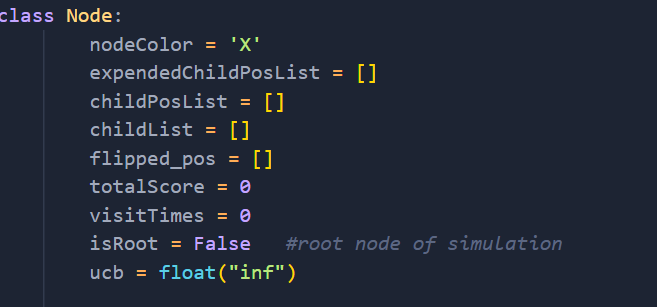 class Node:
nodeColor = 'X'
expendedChildPosList = []
childPosList = []
childList = []
flipped_pos = []
totalScore = 0
visitTimes = 0
isRoot = False   #root node of simulation
ucb = float("inf")